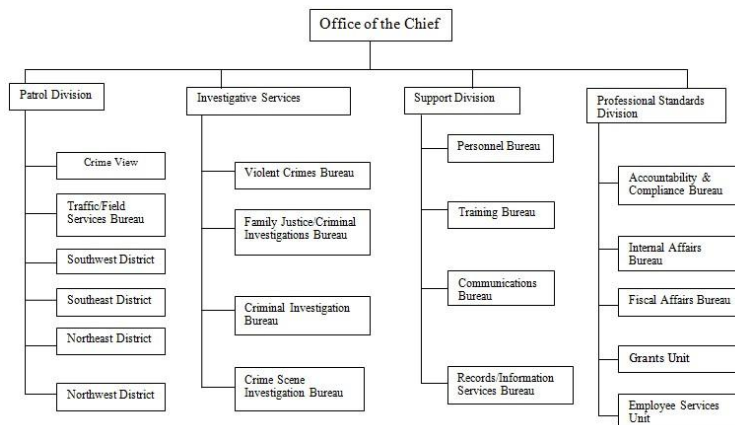 Office of the Chief
Patrol Division
Crime View
Traffic/Field
Services Bureau
Southwest District
Southeast District
Northeast District
Northwest District
Investigative Services
Violent Crimes Bureau
Family Justice/Criminal
Investigations Bureau
Criminal Investigation
Bureau
Crime Scene
Investigation Bureau
Support Division
Personnel Bureau
Training Bureau
Communications
Bureau
Records/Information
Services Bureau
Professional Standards
Division
Accountability &
Compliance Bureau
Internal Affairs
Bureau
Fiscal Affairs Bureau
Grants Unit
Employee Services
Unit